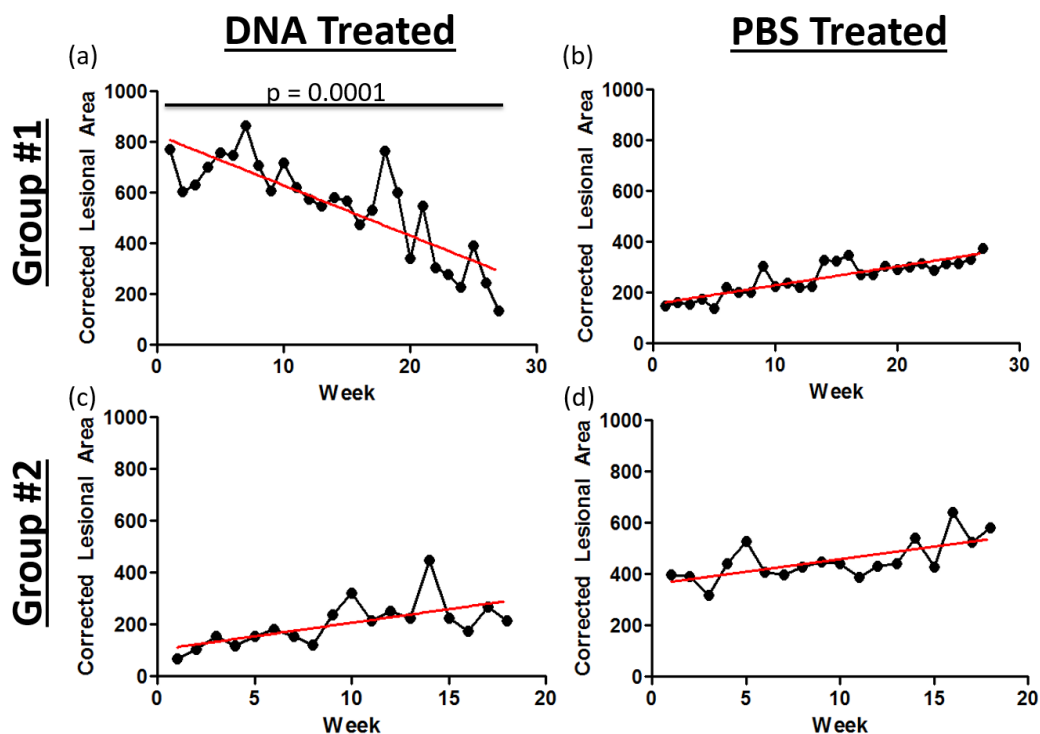 DNA Treated
PBS Treated
Group #1
(a)
p = 0.0001
Corrected Lesional Area
1000
800
600
400
200
0
0 10 20 30
Week
(b)
Corrected Lesional Area
1000
800
600
400
200
0
0 10 20 30
Week
Group #2
(c)
Corrected Lesional Area
1000
800
600
400
200
0
0 5 10 15 20
Week
(d)
Corrected Lesional Area
1000
800
600
400
200
0
0 5 10 15 20
Week